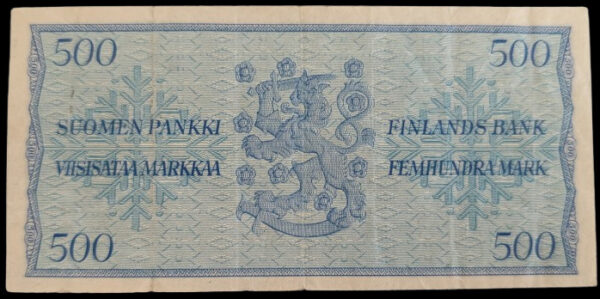 500 500
SUOMEN PANKKI FINLANDS BANK
VIISISATAA MARKKAA FEMHUNDRA MARK
500 500